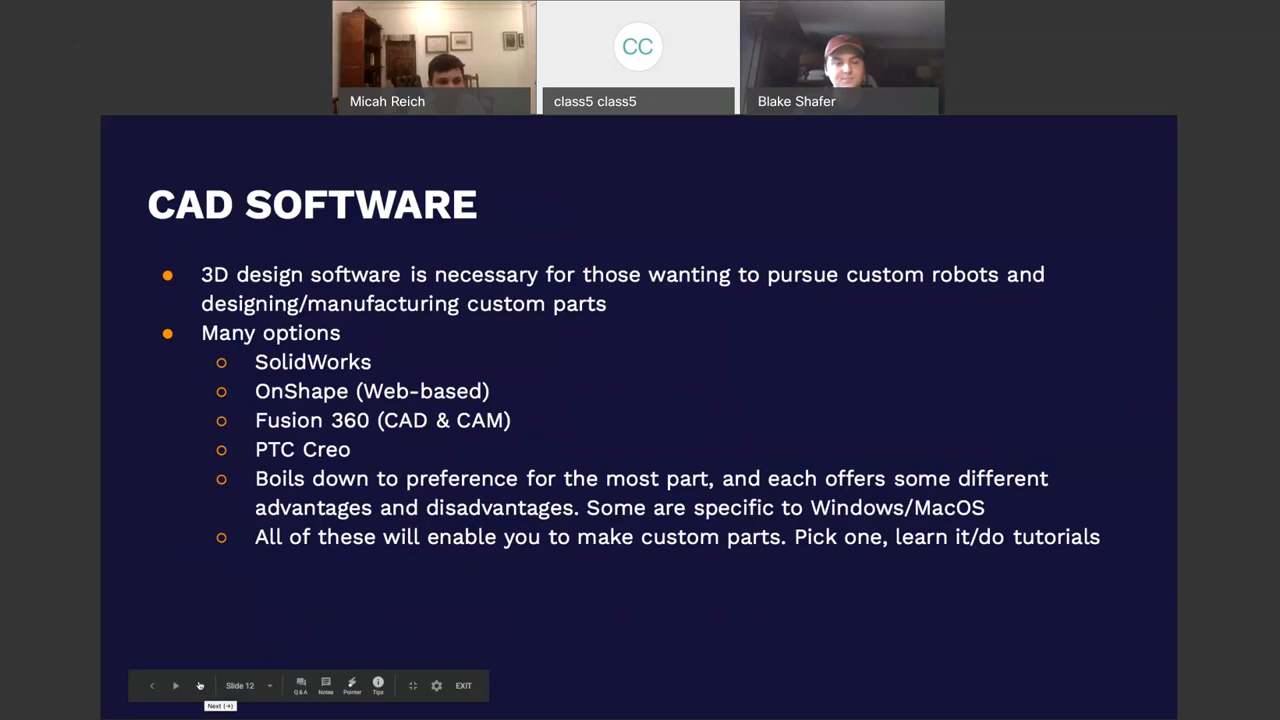 CC
Micah Reich
class5 class5
Blake Shafer
CAD SOFTWARE
3D design software is necessary for those wanting to pursue custom robots and
designing/manufacturing custom parts
Many options
SolidWorks
OnShape (Web-based)
Fusion 360 (CAD & CAM)
PTC Creo
Boils down to preference for the most part, and each offers some different
advantages and disadvantages. Some are specific to Windows/MacOS
All of these will enable you to make custom parts. Pick one, learn it/do tutorials
Slide 12
Q&A
Notes
Pointer
Tips
EXIT
Next (→)